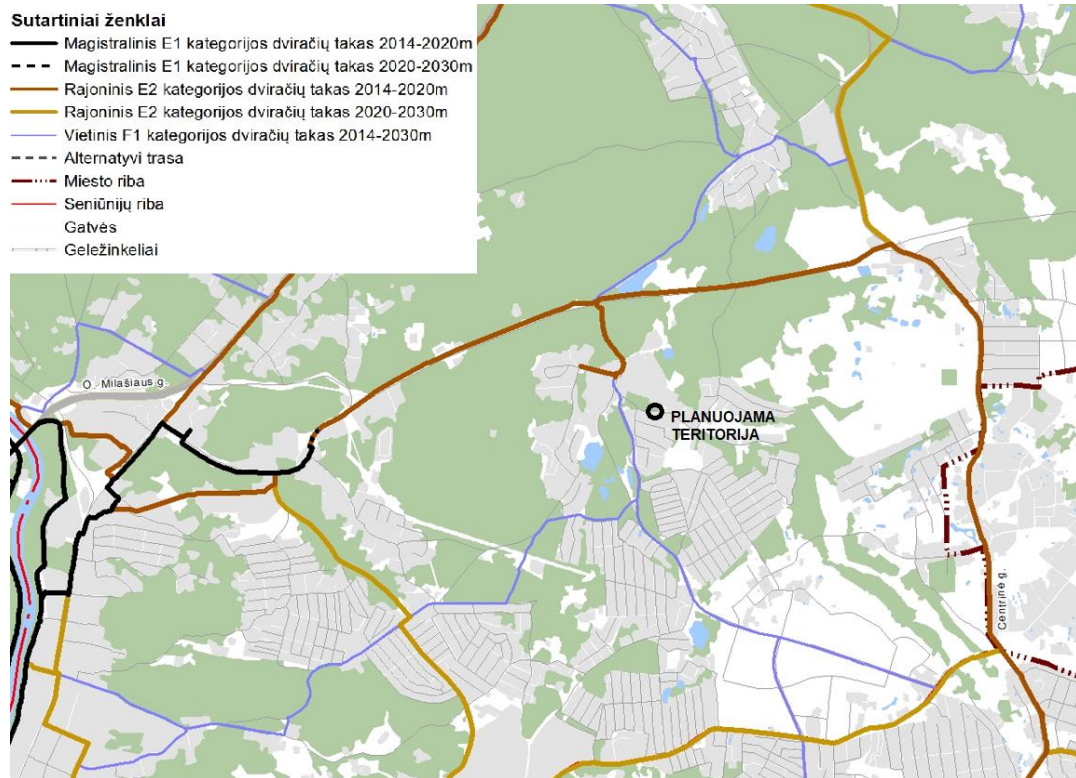 Sutartiniai ženklai
Magistralinis E1 kategorijos dviračių takas 2014-2020m
Magistralinis E1 kategorijos dviračių takas 2020-2030m
Rajoninis E2 kategorijos dviračių takas 2014-2020m
Rajoninis E2 kategorijos dviračių takas 2020-2030m
Vietinis F1 kategorijos dviračių takas 2014-2030m
Alternatyvi trasa
Miesto riba
Seniūnijų riba
Gatvės
Geležinkeliai
O. Milašiaus g.
PLANUOJAMA
TERITORIJA
Centrinė g.